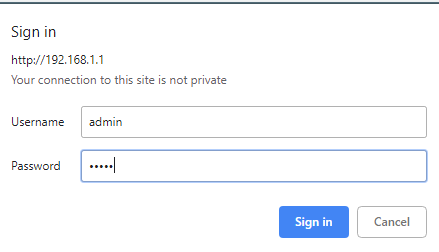 Sign in
http://192.168.1.1
Your connection to this site is not private
Username admin
Password •••••
Sign in Cancel